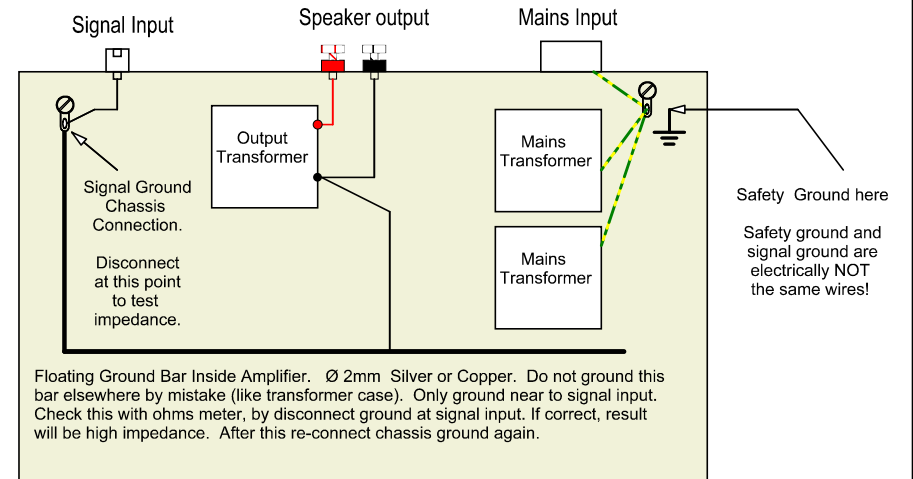 Signal Input
Speaker output
Mains Input
Output
Transformer
Mains
Transformer
Mains
Transformer
Signal Ground
Chassis
Connection.
Disconnect
at this point
to test
impedance.
Safety Ground here
Safety ground and
signal ground are
electrically NOT
the same wires!
Floating Ground Bar Inside Amplifier. Ø 2mm Silver or Copper. Do not ground this
bar elsewhere by mistake (like transformer case). Only ground near to signal input.
Check this with ohms meter, by disconnect ground at signal input. If correct, result
will be high impedance. After this re-connect chassis ground again.